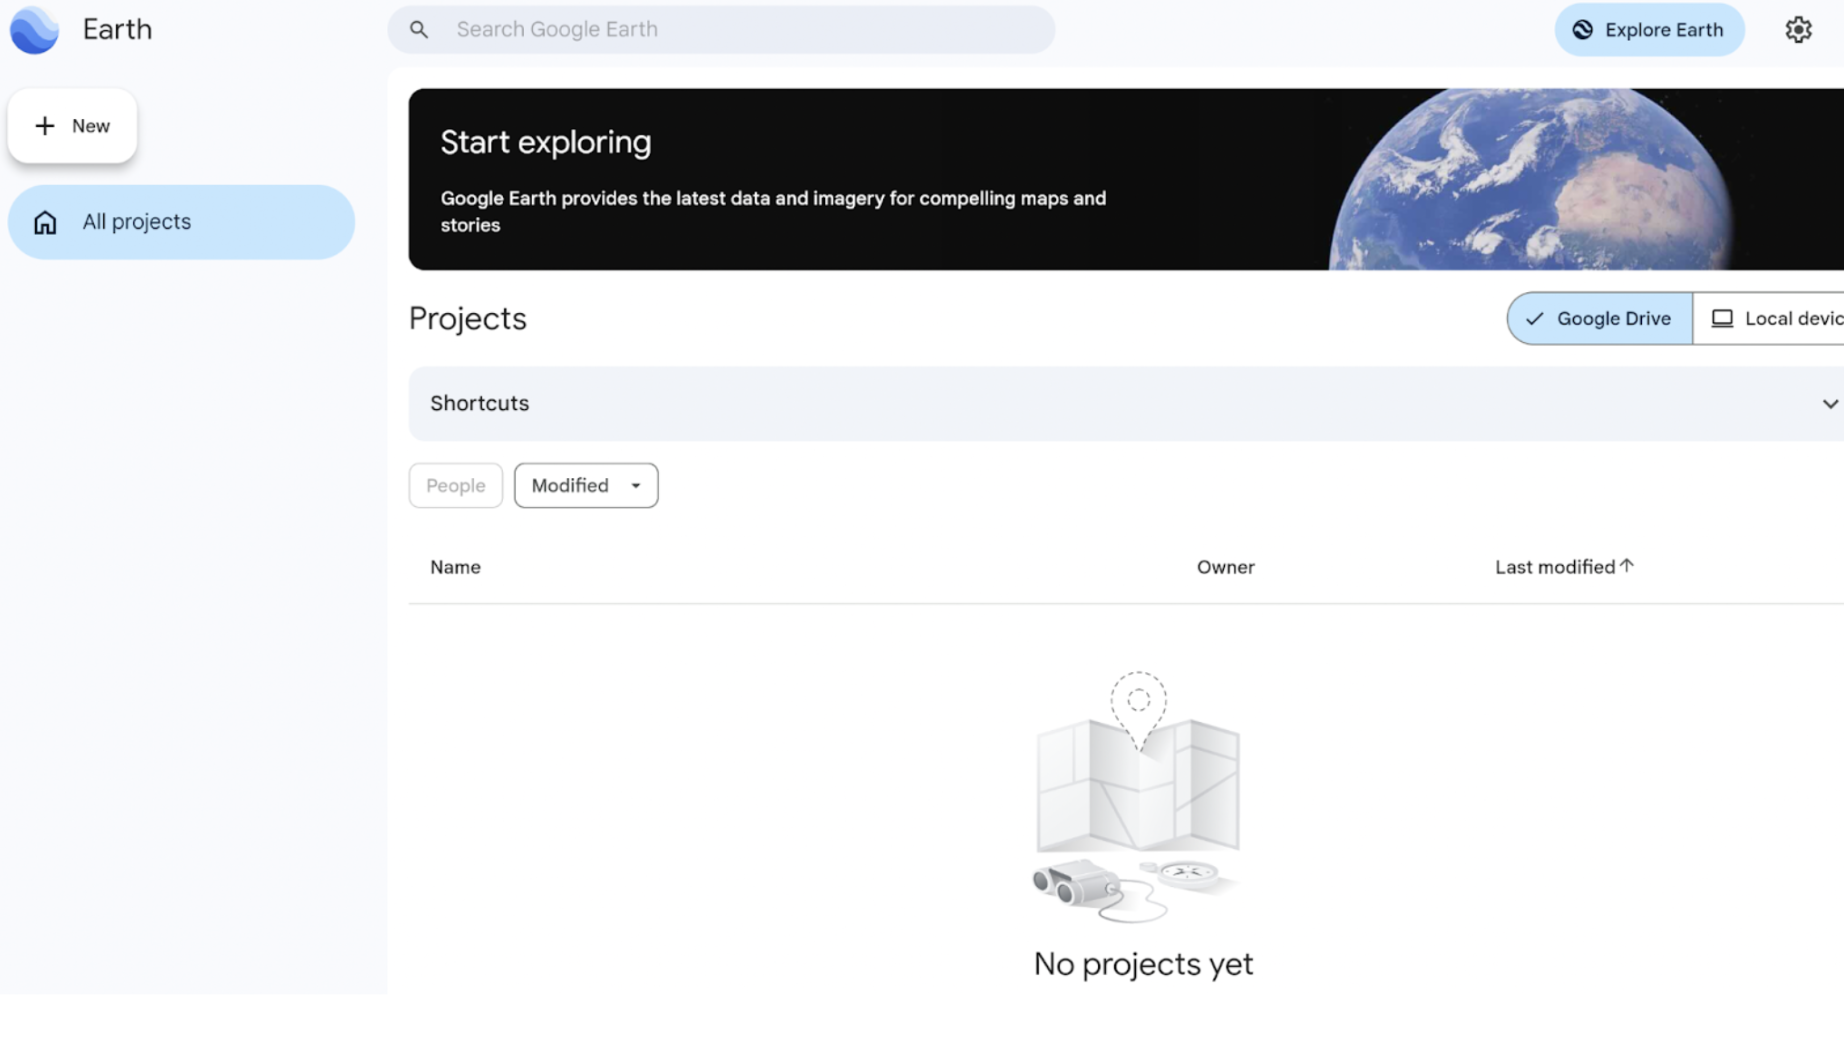 Earth
Search Google Earth
Explore Earth
New
All projects
Start exploring
Google Earth provides the latest data and imagery for compelling maps and
stories
Projects
Google Drive
Local devic
Shortcuts
People
Modified
Name
Owner
Last modified
No projects yet